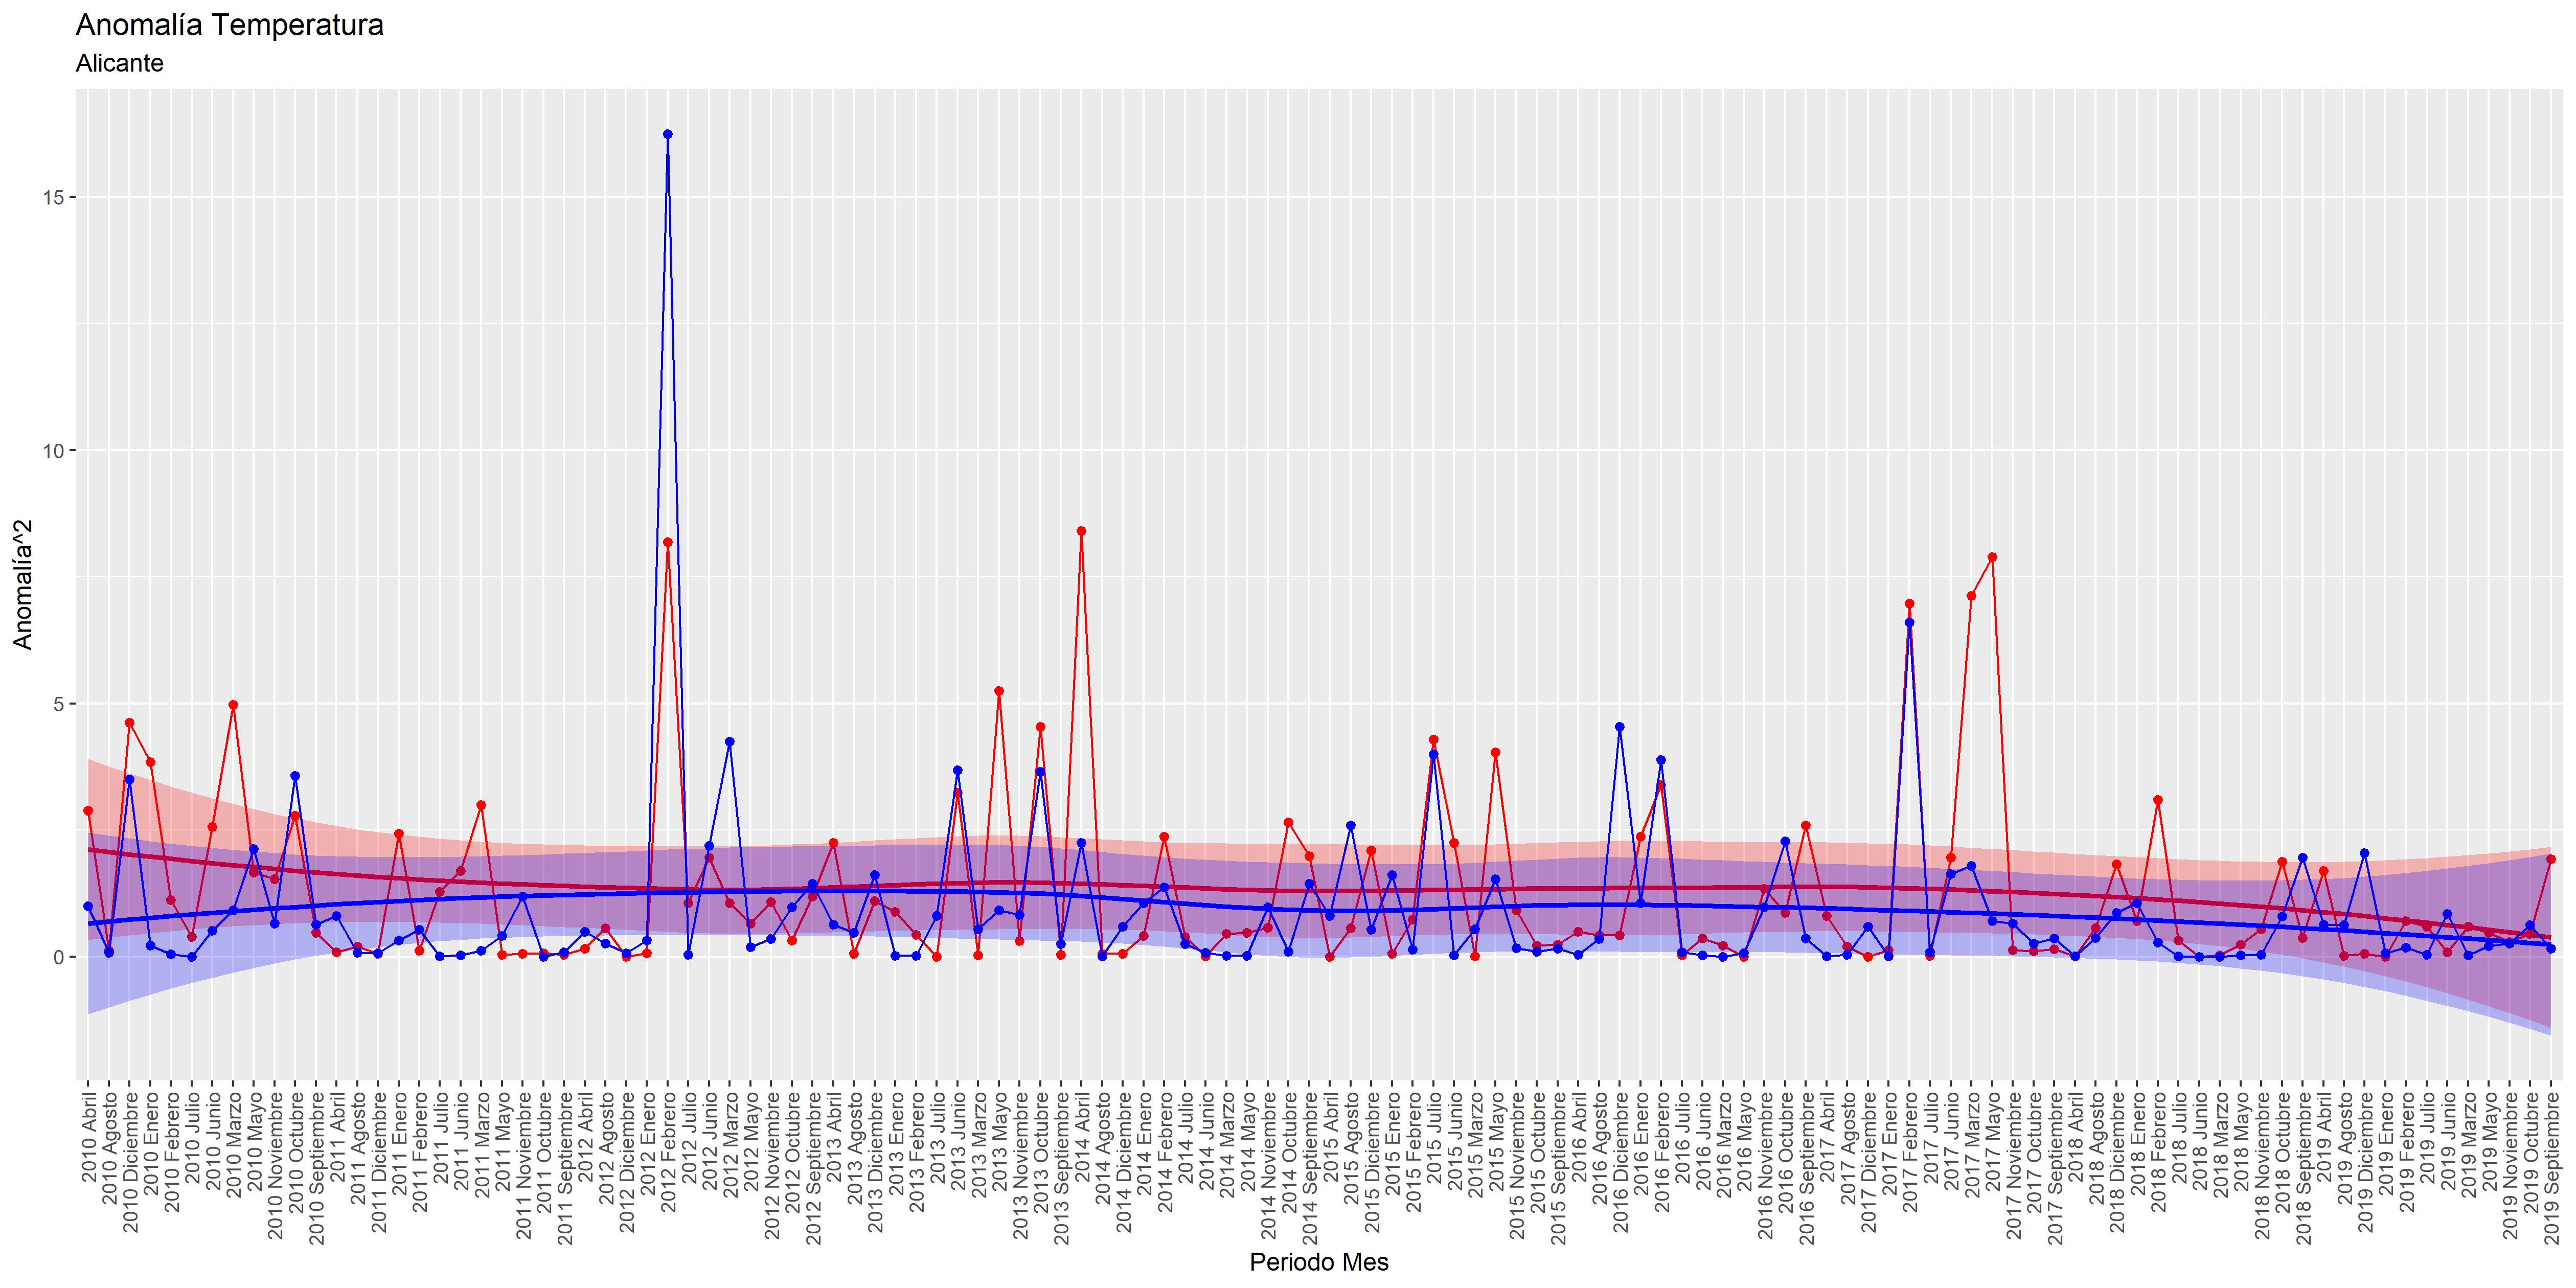 Anomalía Temperatura
Alicante
Anomalía^2
15
10
5
0
2010 Abril
2010 Agosto
2010 Diciembre
2010 Enero
2010 Febrero
2010 Julio
2010 Junio
2010 Marzo
2010 Mayo
2010 Noviembre
2010 Octubre
2010 Septiembre
2011 Abril
2011 Agosto
2011 Diciembre
2011 Enero
2011 Febrero
2011 Julio
2011 Junio
2011 Marzo
2011 Mayo
2011 Noviembre
2011 Octubre
2011 Septiembre
2012 Abril
2012 Agosto
2012 Diciembre
2012 Enero
2012 Febrero
2012 Julio
2012 Junio
2012 Marzo
2012 Mayo
2012 Noviembre
2012 Octubre
2012 Septiembre
2013 Abril
2013 Agosto
2013 Diciembre
2013 Enero
2013 Febrero
2013 Julio
2013 Junio
2013 Marzo
2013 Mayo
2013 Noviembre
2013 Octubre
2013 Septiembre
2014 Abril
2014 Agosto
2014 Diciembre
2014 Enero
2014 Febrero
2014 Julio
2014 Junio
2014 Marzo
2014 Mayo
2014 Noviembre
2014 Octubre
2014 Septiembre
2015 Abril
2015 Agosto
2015 Diciembre
2015 Enero
2015 Febrero
2015 Julio
2015 Junio
2015 Marzo
2015 Mayo
2015 Noviembre
2015 Octubre
2015 Septiembre
2016 Abril
2016 Agosto
2016 Diciembre
2016 Enero
2016 Febrero
2016 Julio
2016 Junio
2016 Marzo
2016 Mayo
2016 Noviembre
2016 Octubre
2016 Septiembre
2017 Abril
2017 Agosto
2017 Diciembre
2017 Enero
2017 Febrero
2017 Julio
2017 Junio
2017 Marzo
2017 Mayo
2017 Noviembre
2017 Octubre
2017 Septiembre
2018 Abril
2018 Agosto
2018 Diciembre
2018 Enero
2018 Febrero
2018 Julio
2018 Junio
2018 Marzo
2018 Mayo
2018 Noviembre
2018 Octubre
2018 Septiembre
2019 Abril
2019 Agosto
2019 Diciembre
2019 Enero
2019 Febrero
2019 Julio
2019 Junio
2019 Marzo
2019 Mayo
2019 Noviembre
2019 Octubre
2019 Septiembre
Periodo Mes